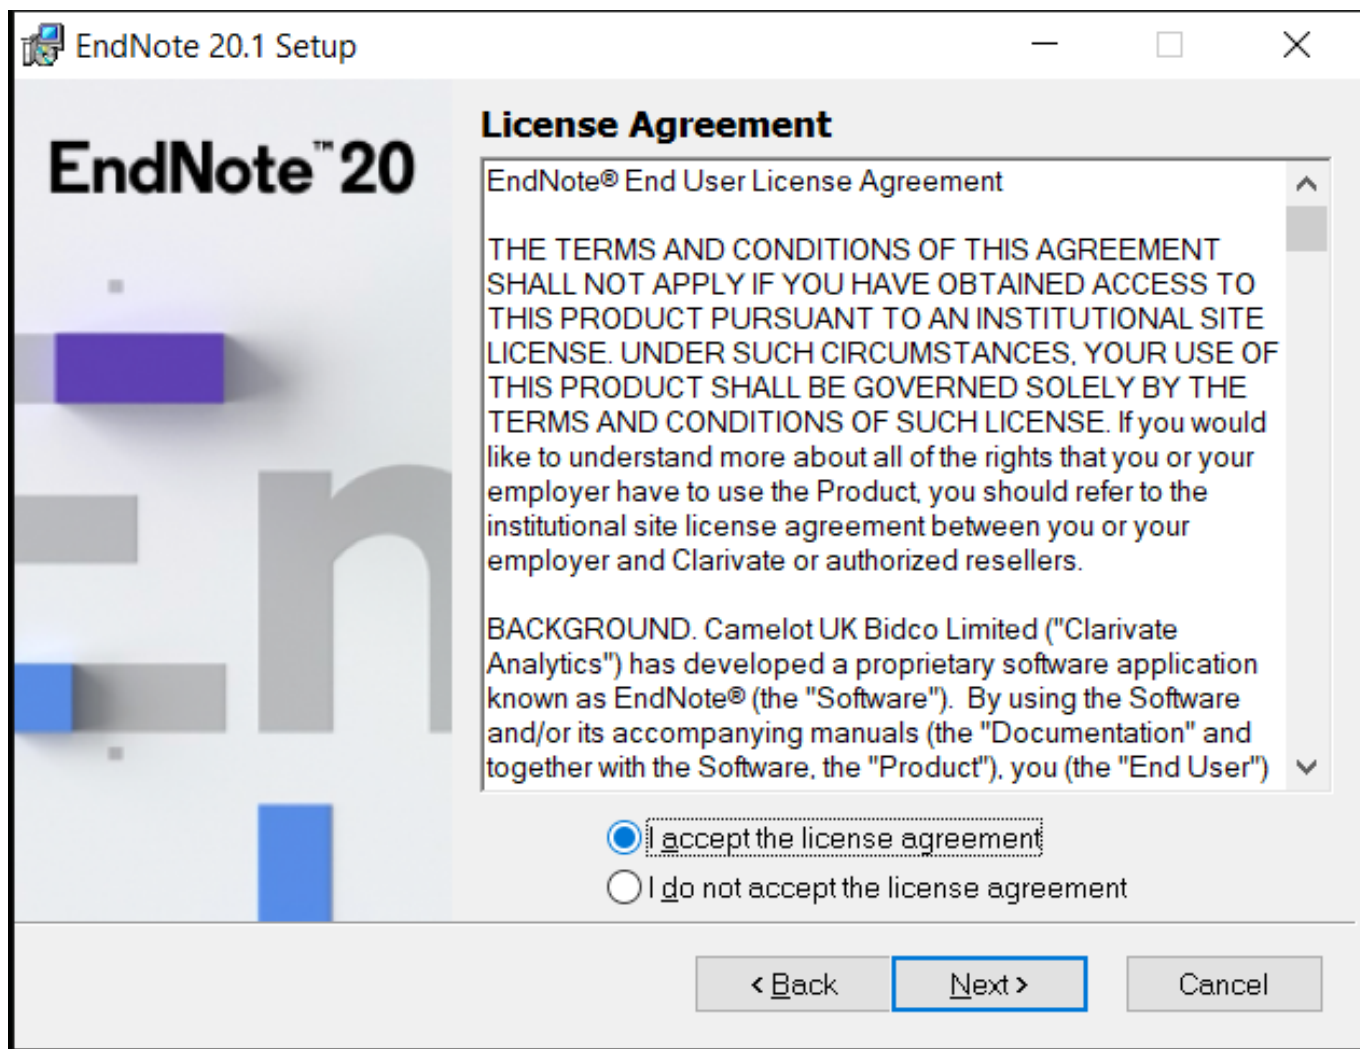 EndNote 20.1 Setup
EndNote™ 20
License Agreement
EndNote® End User License Agreement
THE TERMS AND CONDITIONS OF THIS AGREEMENT
SHALL NOT APPLY IF YOU HAVE OBTAINED ACCESS TO
THIS PRODUCT PURSUANT TO AN INSTITUTIONAL SITE
LICENSE. UNDER SUCH CIRCUMSTANCES, YOUR USE OF
THIS PRODUCT SHALL BE GOVERNED SOLELY BY THE
TERMS AND CONDITIONS OF SUCH LICENSE. If you would
like to understand more about all of the rights that you or your
employer have to use the Product, you should refer to the
institutional site license agreement between you or your
employer and Clarivate or authorized resellers.
BACKGROUND. Camelot UK Bidco Limited ("Clarivate
Analytics") has developed a proprietary software application
known as EndNote® (the "Software").  By using the Software
and/or its accompanying manuals (the "Documentation" and
together with the Software, the "Product"), you (the "End User")
I accept the license agreement
I do not accept the license agreement
< Back
Next >
Cancel
En